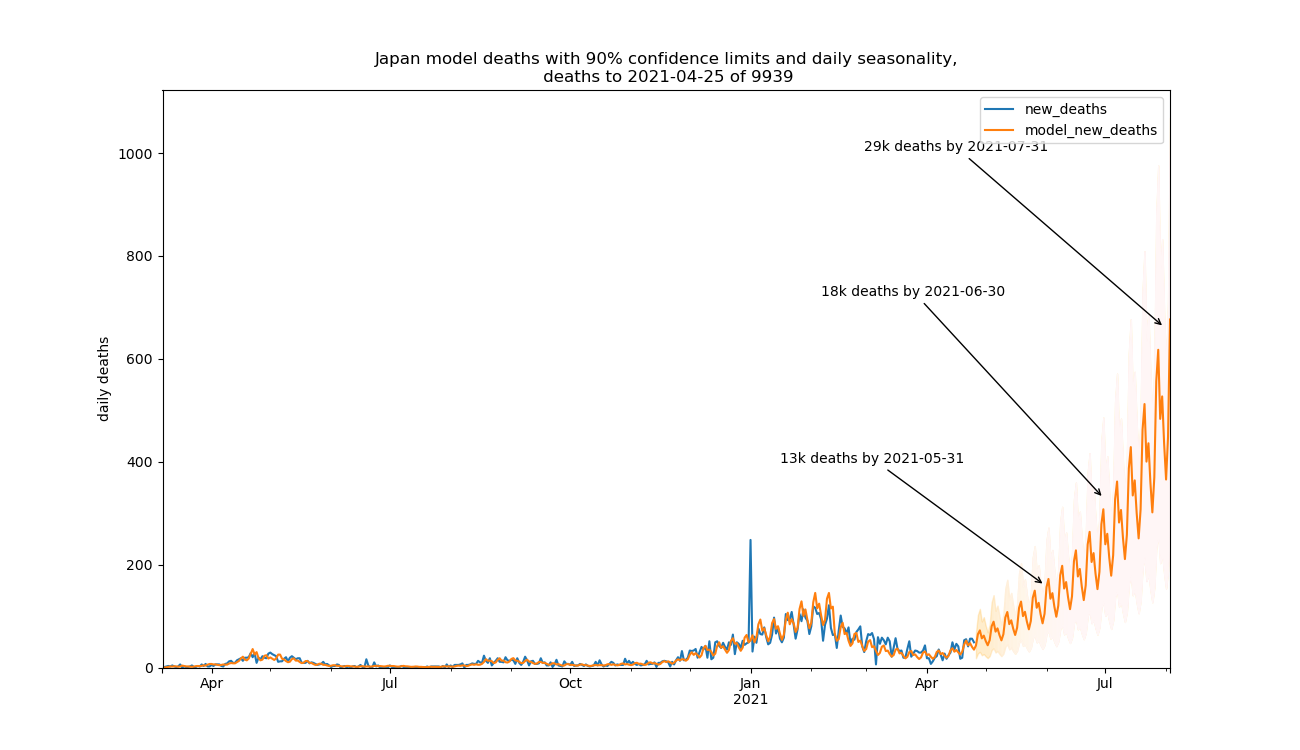 Japan model deaths with 90% confidence limits and daily seasonality,
deaths to 2021-04-25 of 9939
new_deaths
model_new_deaths
29k deaths by 2021-07-31
18k deaths by 2021-06-30
13k deaths by 2021-05-31
daily deaths
1000
800
600
400
200
0
Apr
Jul
Oct
Jan
2021
Apr
Jul